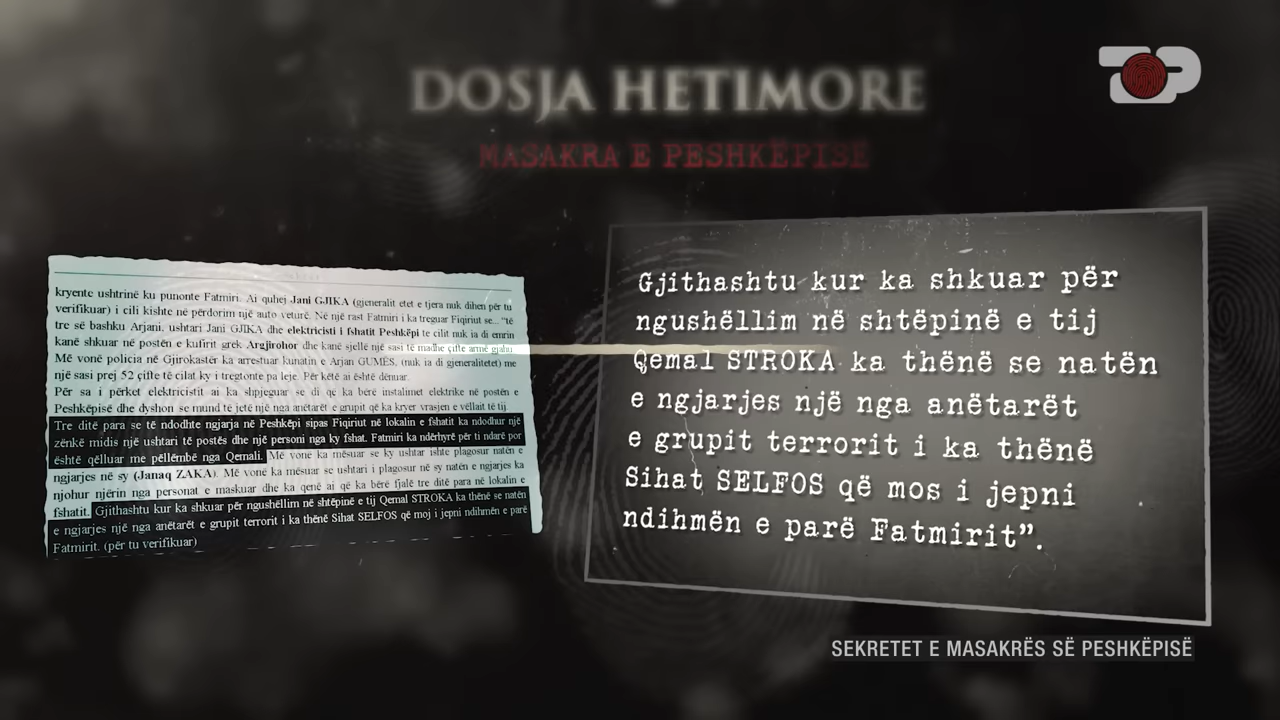 DOSJA HETIMORE
MASAKRA E PESHKËPISË
kryente ushtrinë ku punonte Fatmiri. Ai quhej Jani GJIKA (gjeneralit etet e tjera nuk dihen për tu
verifikuar) i cili kishte në përdorim një auto veturë. Në një rast Fatmiri i ka treguar Fiqiriut se... "të
tre së bashku Arjani, ushtari Jani GJIKA dhe elektricisti i fshatit Peshkëpi te cilit nuk ia di emrin
kanë shkuar në postën e kufirit grek Argjirohor dhe kanë sjellë një sasi të madhe çifte armë gjahu
Më vonë policia në Gjirokastër ka arrestuar kunatin e Arjan GUMËS, (nuk ia di gjeneralitetet) me
një sasi prej 52 çifte të cilat ky i tregtonte pa leje. Për këtë ai është dënuar.
Për sa i përket elektricistit ai ka shpjeguar se di që ka bërë instalimet elektrike në postën e
Peshkëpisë dhe dyshon se mund të jetë një nga anëtarët e grupit që ka kryer vrasjen e vëllait të tij
Tre ditë para se të ndodhte ngjarja në Peshkëpi sipas Fiqiriut në lokalin e fshatit ka ndodhur një
zënkë midis një ushtari të postës dhe një personi nga ky fshat. Fatmiri ka ndërhyrë për ti ndarë por
është qëlluar me pëllëmbë nga Qemali. Më vonë ka mësuar se ky ushtar ishte plagosur natën e
ngjarjes në sy (Janaq ZAKA). Më vonë ka mësuar se ushtari i plagosur në sy natën e ngjarjes ka
njohur njërin nga personat e maskuar dhe ka qenë ai që ka bërë fjalë tre ditë para në lokalin e
fshatit. Gjithashtu kur ka shkuar për ngushëllim në shtëpinë e tij Qemal STROKA ka thënë se natën
e ngjarjes një nga anëtarët e grupit terrorit i ka thënë Sihat SELFOS që moj i jepni ndihmën e parë
Fatmirit. (për tu verifikuar)
Gjithashtu kur ka shkuar për
ngushëllim në shtëpinë e tij
Qemal STROKA ka thënë se natën
e ngjarjes një nga anëtarët
e grupit terrorit i ka thënë
Sihat SELFOS që mos i jepni
ndihmën e parë Fatmirit”.
SEKRETET E MASAKRËS SË PESHKËPISË